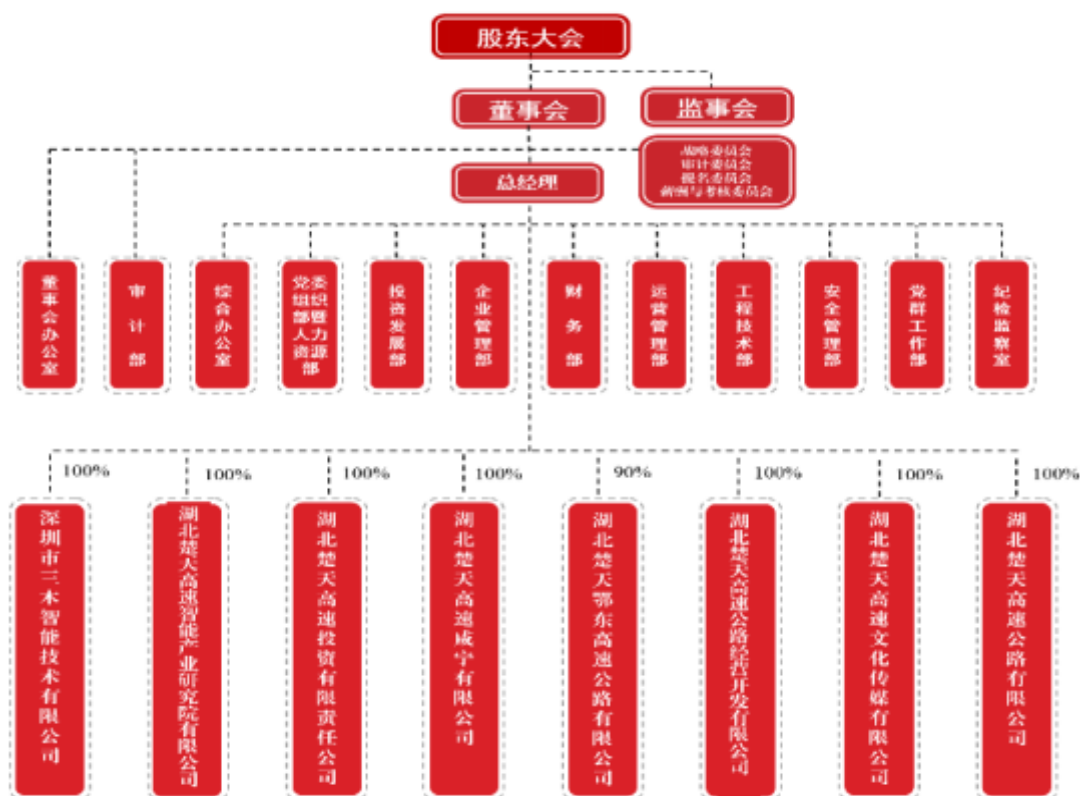 股东大会
董事会
监事会
战略委员会
审计委员会
提名委员会
薪酬与考核委员会
总经理
董事会办公室
审计部
综合办公室
党委组织部暨人力资源部
投资发展部
企业管理部
财务部
运营管理部
工程技术部
安全管理部
党群工作部
纪检监察室
100%
100%
100%
100%
90%
100%
100%
100%
深圳市三木智能技术有限公司
湖北楚天高速智能产业研究院有限公司
湖北楚天高速投资有限责任公司
湖北楚天高速咸宁有限公司
湖北楚天鄂东高速公路有限公司
湖北楚天高速公路经营开发有限公司
湖北楚天高速文化传媒有限公司
湖北楚天高速公路有限公司